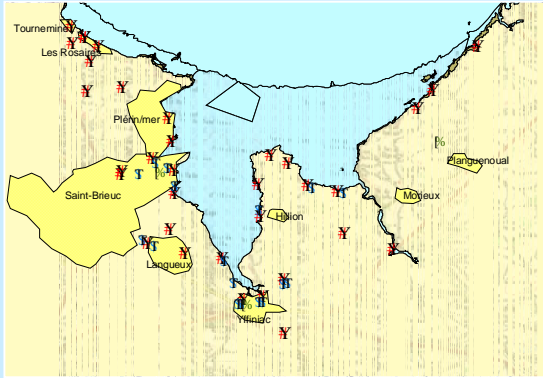 Tournemine
Les Rosaires
Plérin/mer
Planguenoual
Saint-Brieuc
Morieux
Hillion
Langueux
Yffiniac